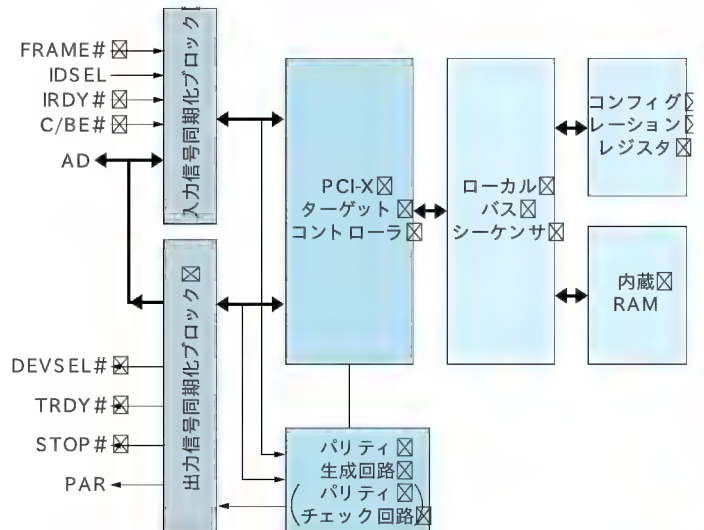 FRAME#
IDSEL
IRDY#
C/BE#
AD
入力信号同期化ブロック
DEVSEL#
TRDY#
STOP#
PAR
出力信号同期化ブロック
PCI-X
ターゲット
コントローラ
パリティ
生成回路
(パリティ
チェック回路)
ローカル
バス
シーケンサ
コンフィグ
レーション
レジスタ
内蔵
RAM